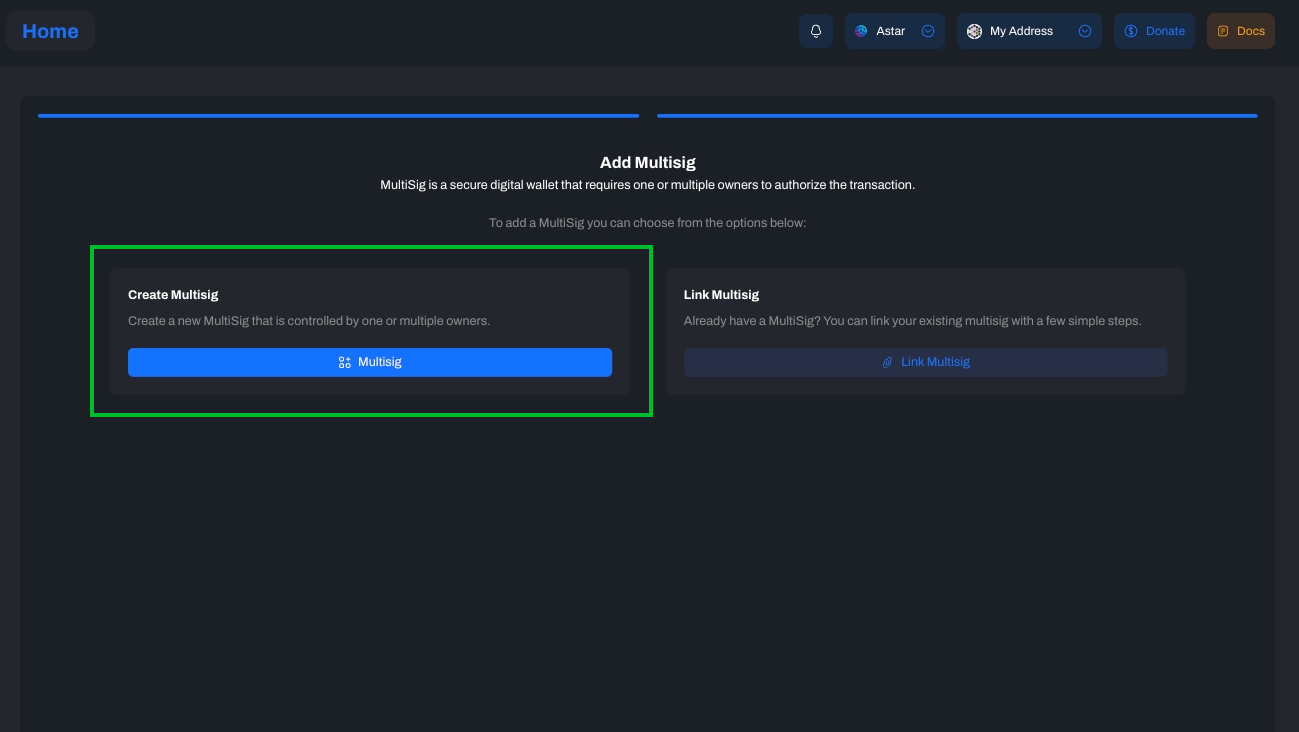 Home
Astar
My Address
Donate
Docs
Add Multisig
MultiSig is a secure digital wallet that requires one or multiple owners to authorize the transaction.
To add a MultiSig you can choose from the options below:
Create Multisig
Create a new MultiSig that is controlled by one or multiple owners.
Multisig
Link Multisig
Already have a MultiSig? You can link your existing multisig with a few simple steps.
Link Multisig